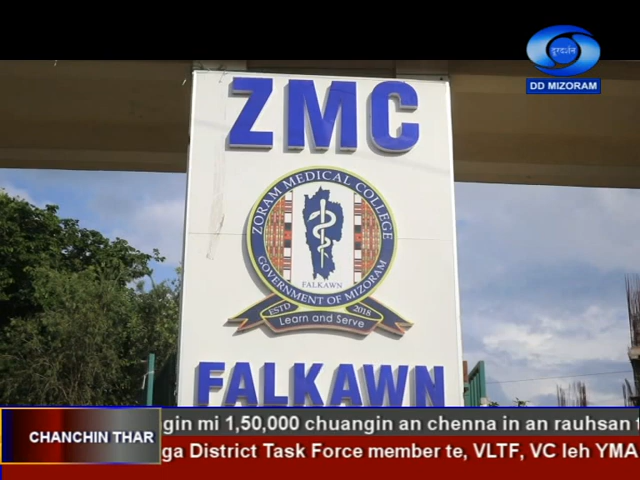 दूरदर्शन
DD MIZORAM
ZMC
ZORAM MEDICAL COLLEGE
FALKAWN
GOVERNMENT OF MIZORAM
ESTD 2018
Learn and Serve
FALKAWN
CHANCHIN THAR
gin mi 1,50,000 chuangin an chenna in an rauhsan
ga District Task Force member te, VLTF, VC leh YMA